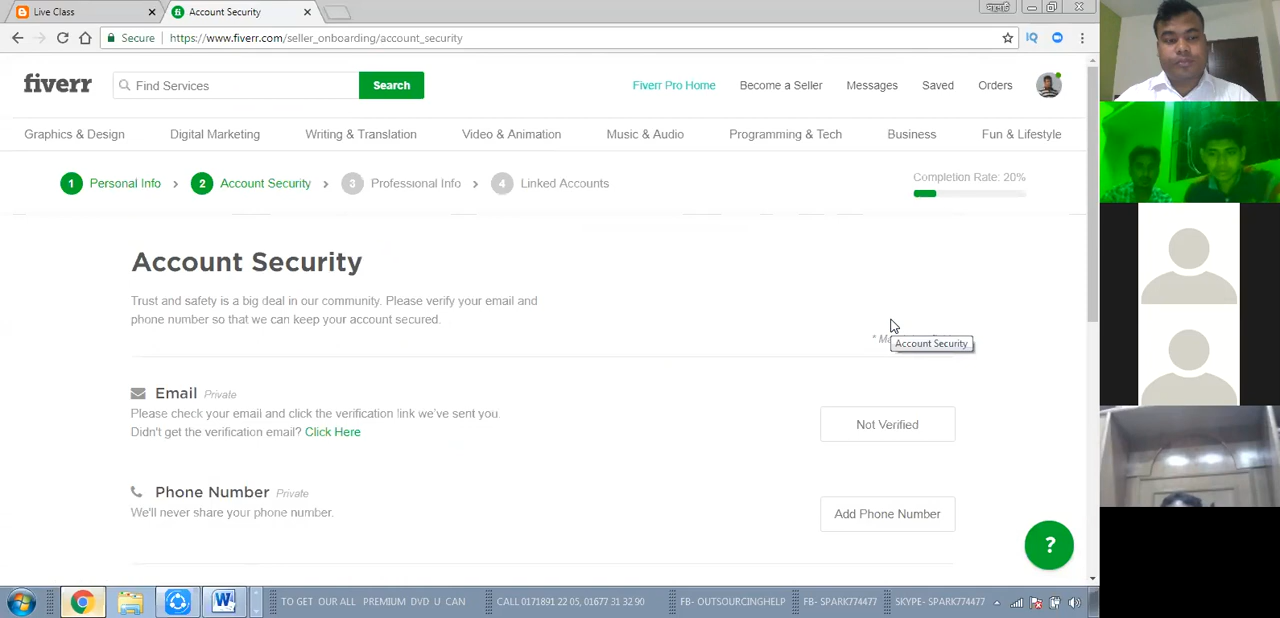 Live Class
Account Security
Secure
https://www.fiverr.com/seller_onboarding/account_security
fiverr
Find Services
Search
Fiverr Pro Home
Become a Seller
Messages
Saved
Orders
Graphics & Design
Digital Marketing
Writing & Translation
Video & Animation
Music & Audio
Programming & Tech
Business
Fun & Lifestyle
1 Personal Info
2 Account Security
3 Professional Info
4 Linked Accounts
Completion Rate: 20%
Account Security
Trust and safety is a big deal in our community. Please verify your email and
phone number so that we can keep your account secured.
Account Security
Email Private
Please check your email and click the verification link we've sent you.
Didn't get the verification email? Click Here
Not Verified
Phone Number Private
We'll never share your phone number.
Add Phone Number
?
TO GET OUR ALL PREMIUM DVD U CAN
CALL 0171891 22 05, 01677 31 32 90
FB- OUTSOURCINGHELP
FB- SPARK774477
SKYPE- SPARK774477